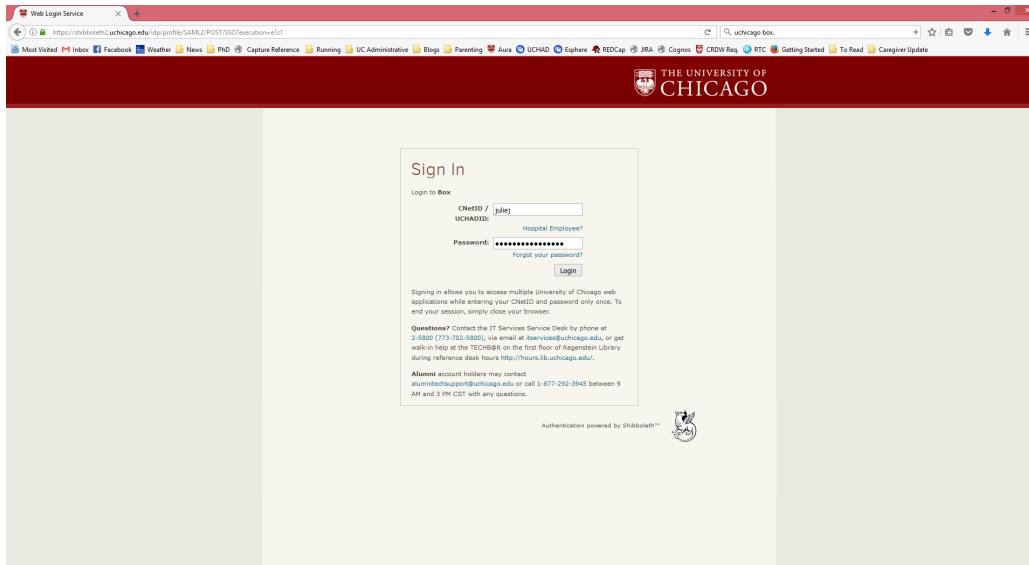 Web Login Service
https://shibboleth2.uchicago.edu/idp/profile/SAML2/POST/SSO?execution=e1s1
uchicago box.
Most Visited Inbox Facebook Weather News PhD Capture Reference Running UC Administrative Blogs Parenting Aura UCHAD Esphere REDCap JIRA Cognos CRDW Req. RTC Getting Started To Read Caregiver Update
THE UNIVERSITY OF
CHICAGO
Sign In
Login to Box
CNetID / juliej
UCHADID:
Hospital Employee?
Password:
Forgot your password?
Login
Signing in allows you to access multiple University of Chicago web
applications while entering your CNetID and password only once. To
end your session, simply close your browser.
Questions? Contact the IT Services Service Desk by phone at
2-5800 (773-702-5800), via email at itservices@uchicago.edu, or get
walk-in help at the TECHB@R on the first floor of Regenstein Library
during reference desk hours http://hours.lib.uchicago.edu/.
Alumni account holders may contact
alumnitechsupport@uchicago.edu or call 1-877-292-3945 between 9
AM and 3 PM CST with any questions.
Authentication powered by Shibboleth™